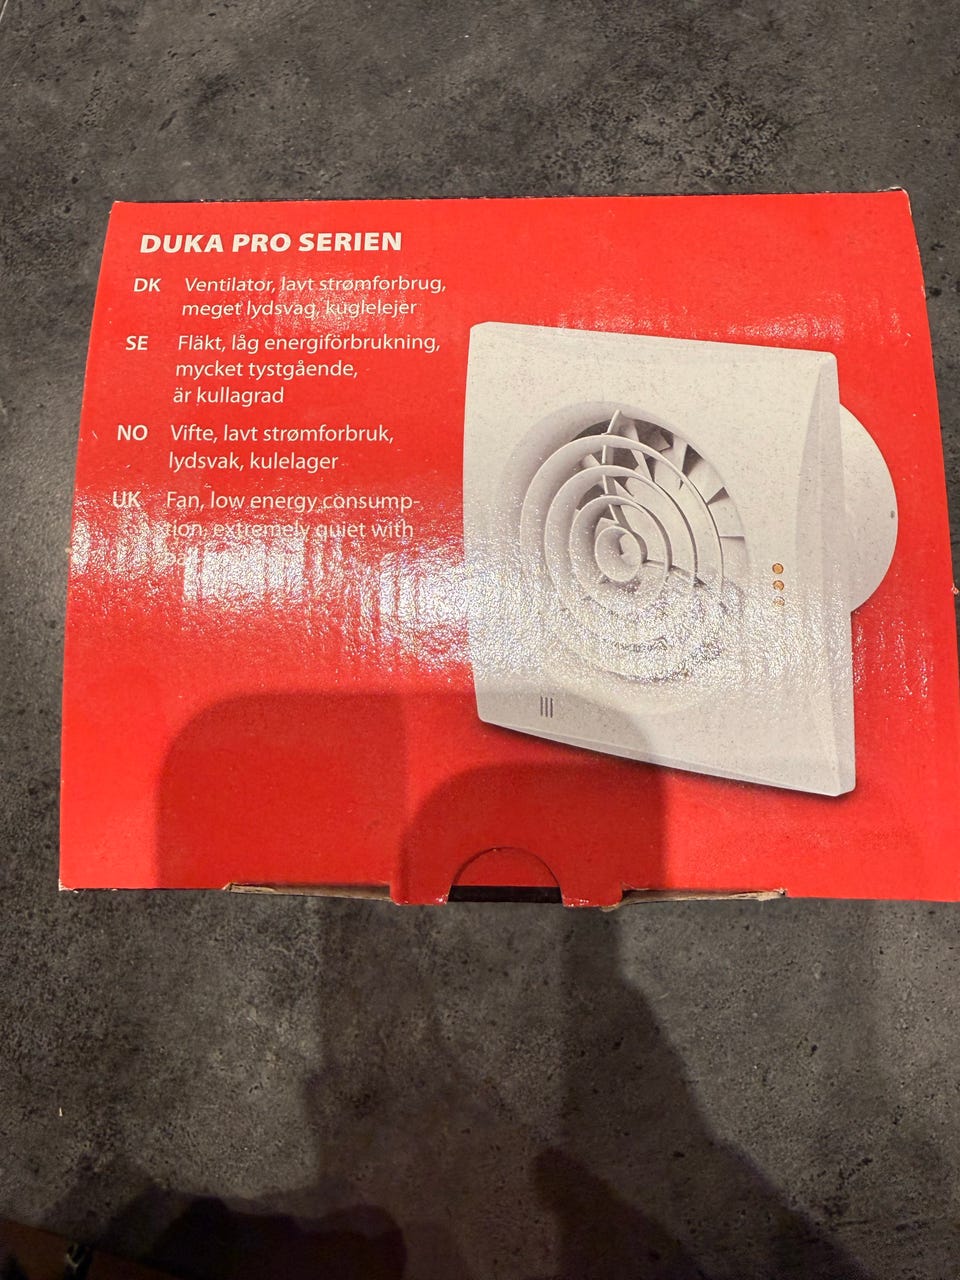 DUKA PRO SERIEN
DK Ventilator, lavt strømforbrug,
meget lydsvag, kuglelejer
SE Fläkt, låg energiförbrukning,
mycket tystgående,
är kullagrad
NO Vifte, lavt strømforbruk,
lydsvak, kulelager
UK Fan, low energy consump-
tion, extremely quiet with